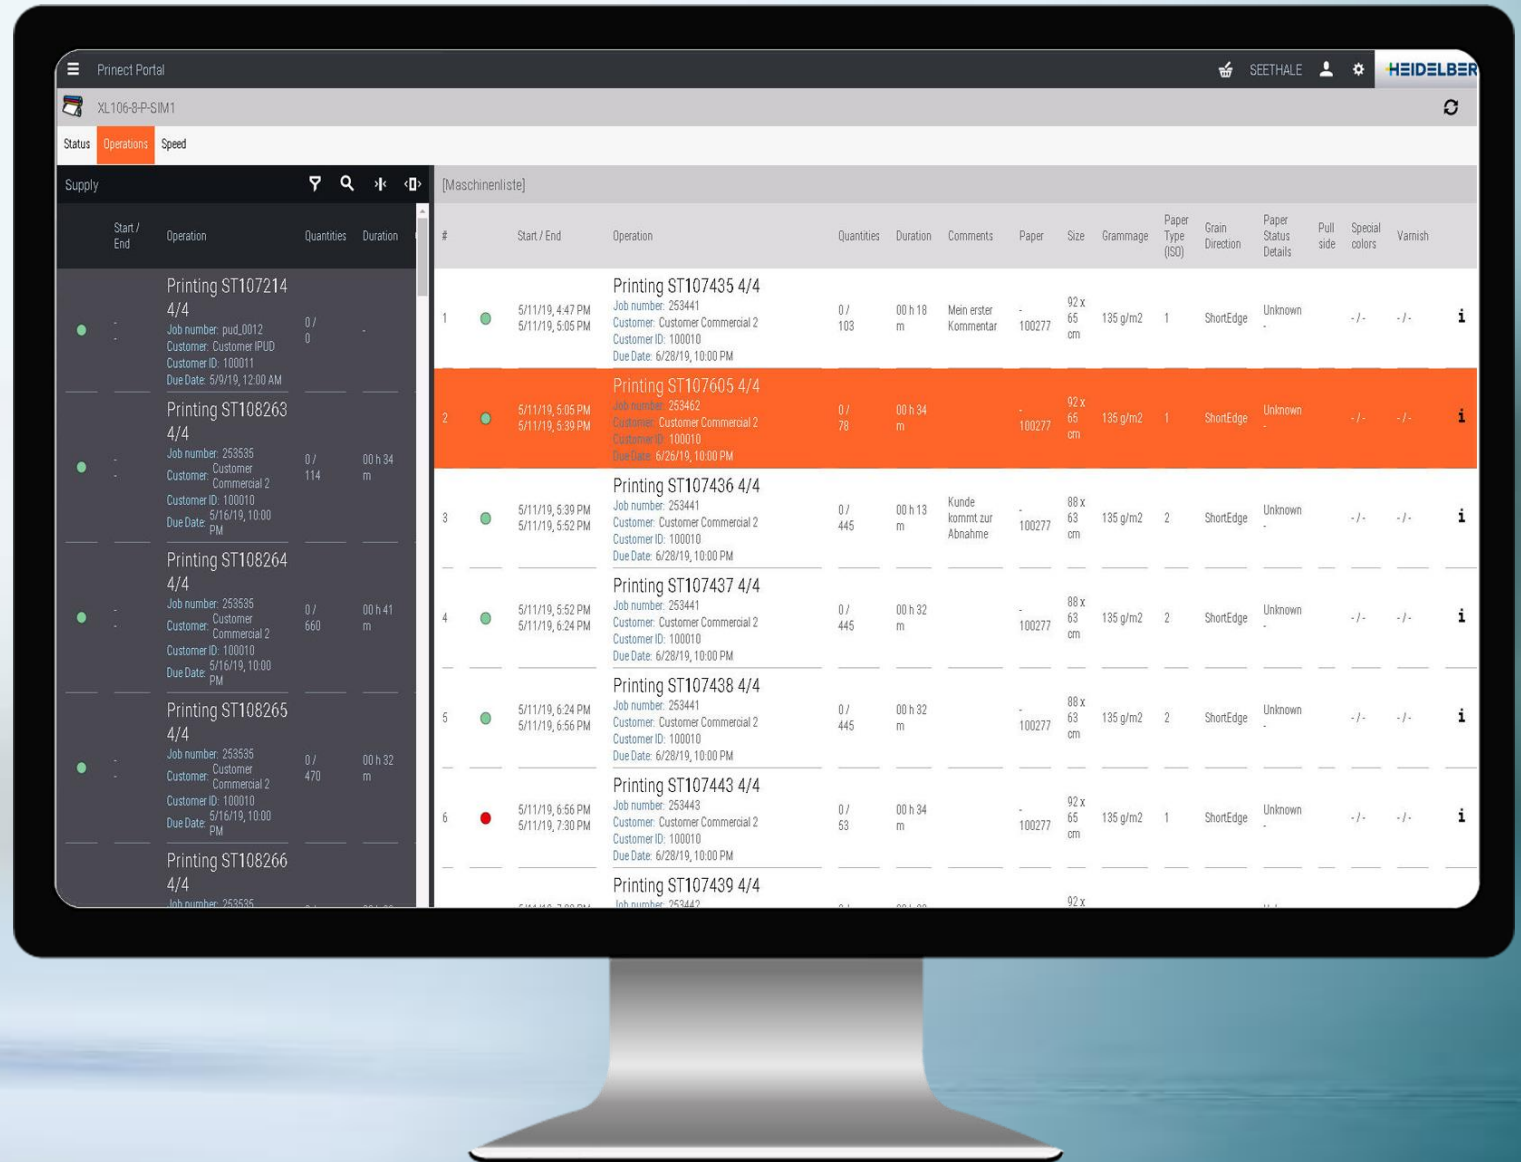 Prinect Portal
SEETHALE
HEIDELBER
XL106-8-P-SIM1
Status Operations Speed
Supply
Start / End Operation Quantities Duration
Printing ST107214
4/4
Job number: pud_0012
Customer: Customer IPUD
Customer ID: 100011
Due Date: 5/9/19, 12:00 AM
- -
0 / 0
-
Printing ST108263
4/4
Job number: 253535
Customer: Customer Commercial 2
Customer ID: 100010
Due Date: 5/16/19, 10:00 PM
- -
0 / 114
00 h 34 m
Printing ST108264
4/4
Job number: 253535
Customer: Customer Commercial 2
Customer ID: 100010
Due Date: 5/16/19, 10:00 PM
- -
0 / 660
00 h 41 m
Printing ST108265
4/4
Job number: 253535
Customer: Customer Commercial 2
Customer ID: 100010
Due Date: 5/16/19, 10:00 PM
- -
0 / 470
00 h 32 m
Printing ST108266
4/4
Job number: 253535
[Maschinenliste]
# Start / End Operation Quantities Duration Comments Paper Size Grammage Paper Type (ISO) Grain Direction Paper Status Details Pull side Special colors Varnish
1
5/11/19, 4:47 PM
5/11/19, 5:05 PM
Printing ST107435 4/4
Job number: 253441
Customer: Customer Commercial 2
Customer ID: 100010
Due Date: 6/28/19, 10:00 PM
0 / 103
00 h 18 m
Mein erster Kommentar
- 100277
92 x 65 cm
135 g/m2 1 ShortEdge Unknown - - / - - / - i
2
5/11/19, 5:05 PM
5/11/19, 5:39 PM
Printing ST107605 4/4
Job number: 253462
Customer: Customer Commercial 2
Customer ID: 100010
Due Date: 6/26/19, 10:00 PM
0 / 78
00 h 34 m
- 100277
92 x 65 cm
135 g/m2 1 ShortEdge Unknown - - / - - / - i
3
5/11/19, 5:39 PM
5/11/19, 5:52 PM
Printing ST107436 4/4
Job number: 253441
Customer: Customer Commercial 2
Customer ID: 100010
Due Date: 6/28/19, 10:00 PM
0 / 445
00 h 13 m
Kunde kommt zur Abnahme
- 100277
88 x 63 cm
135 g/m2 2 ShortEdge Unknown - - / - - / - i
4
5/11/19, 5:52 PM
5/11/19, 6:24 PM
Printing ST107437 4/4
Job number: 253441
Customer: Customer Commercial 2
Customer ID: 100010
Due Date: 6/28/19, 10:00 PM
0 / 445
00 h 32 m
- 100277
88 x 63 cm
135 g/m2 2 ShortEdge Unknown - - / - - / - i
5
5/11/19, 6:24 PM
5/11/19, 6:56 PM
Printing ST107438 4/4
Job number: 253441
Customer: Customer Commercial 2
Customer ID: 100010
Due Date: 6/28/19, 10:00 PM
0 / 445
00 h 32 m
- 100277
88 x 63 cm
135 g/m2 2 ShortEdge Unknown - - / - - / - i
6
5/11/19, 6:56 PM
5/11/19, 7:30 PM
Printing ST107443 4/4
Job number: 253443
Customer: Customer Commercial 2
Customer ID: 100010
Due Date: 6/28/19, 10:00 PM
0 / 53
00 h 34 m
- 100277
92 x 65 cm
135 g/m2 1 ShortEdge Unknown - - / - - / - i
Printing ST107439 4/4
Job number: 253442
92 x